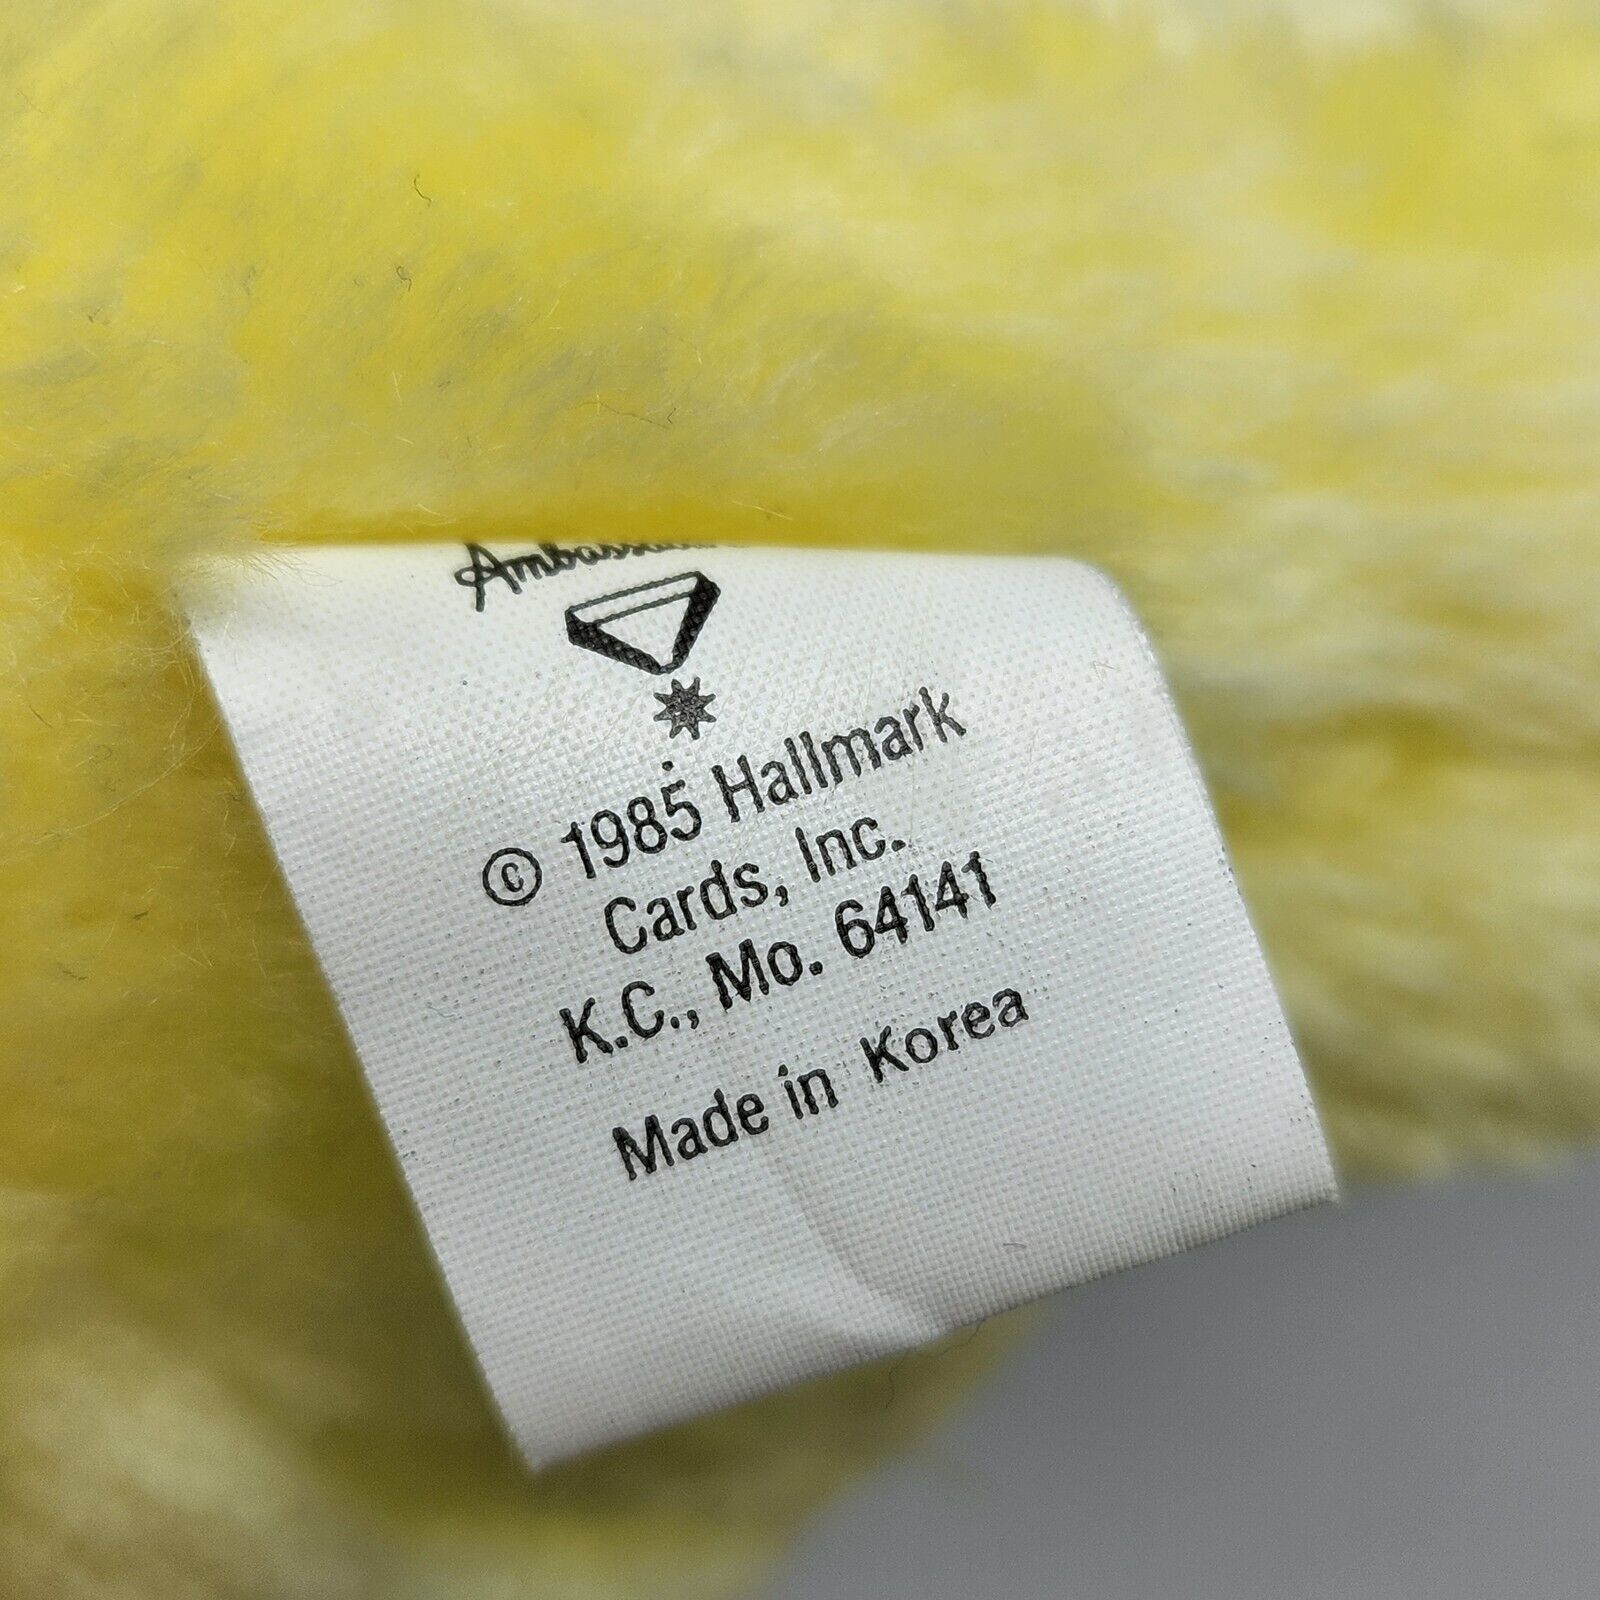 © 1985 Hallmark
Cards, Inc.
K.C., Mo. 64141
Made in Korea